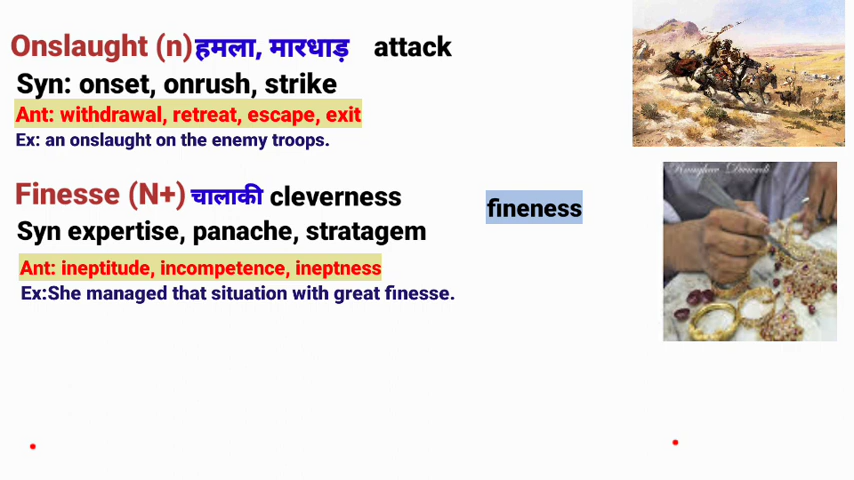 Onslaught (n) हमला, मारधाड़ attack
Syn: onset, onrush, strike
Ant: withdrawal, retreat, escape, exit
Ex: an onslaught on the enemy troops.
Finesse (N+) चालाकी cleverness
fineness
Syn expertise, panache, stratagem
Ant: ineptitude, incompetence, ineptness
Ex:She managed that situation with great finesse.